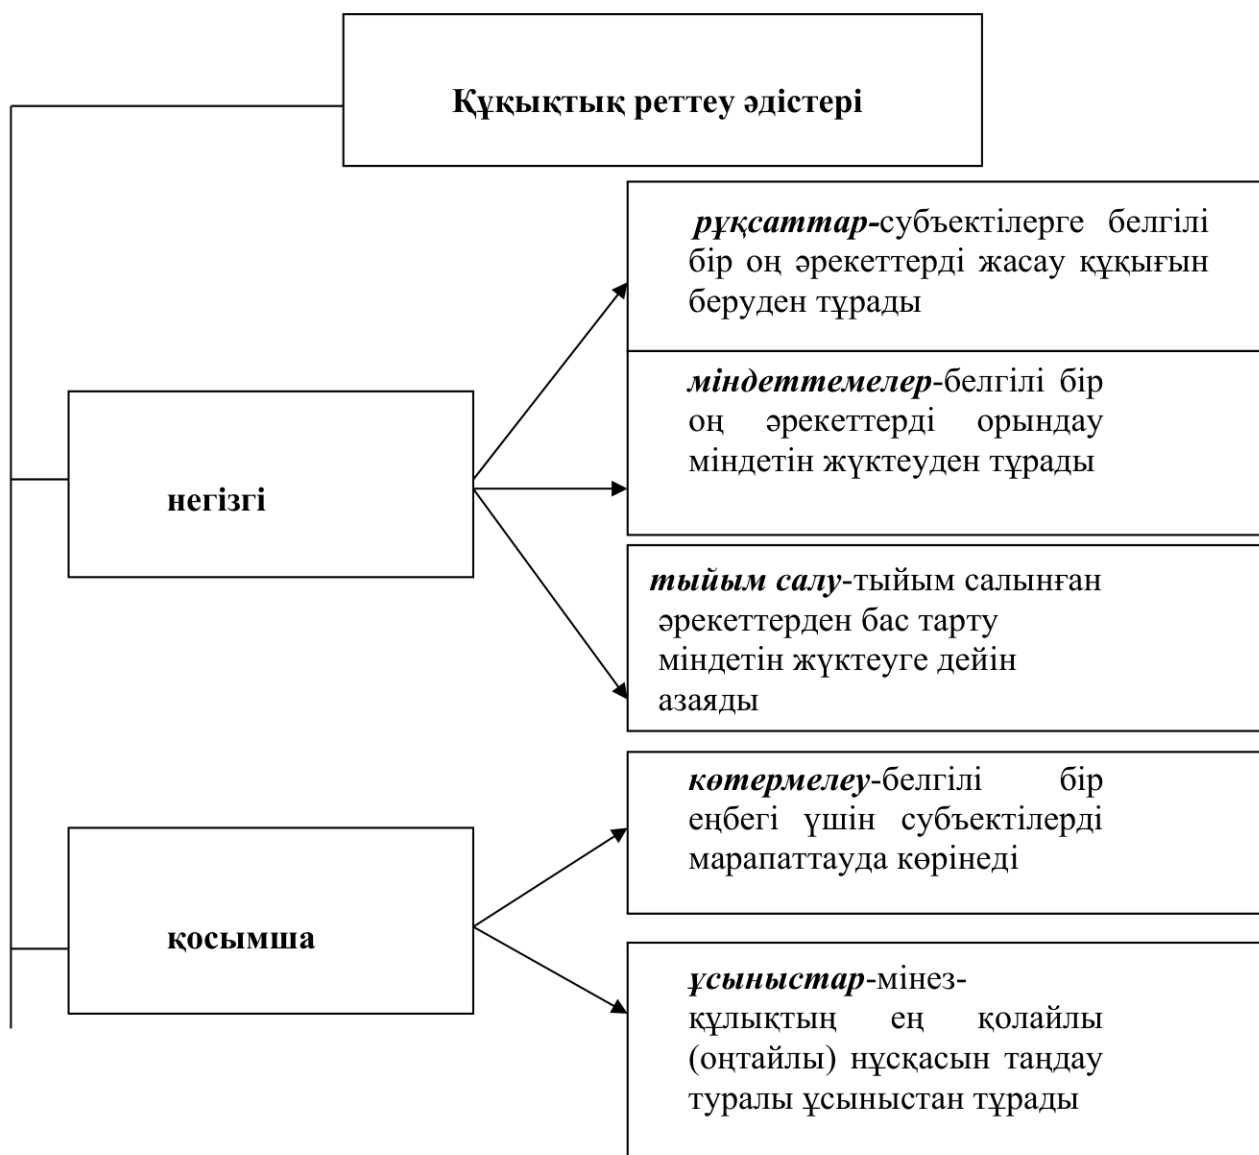 Құқықтық реттеу әдістері
рұқсаттар-субъектілерге белгілі
бір оң әрекеттерді жасау құқығын
беруден тұрады
міндеттемелер-белгілі бір
оң әрекеттерді орындау
міндетін жүктеуден тұрады
негізгі
тыйым салу-тыйым салынған
әрекеттерден бас тарту
міндетін жүктеуге дейін
азаяды
көтермелеу-белгілі бір
еңбегі үшін субъектілерді
марапаттауда көрінеді
қосымша
ұсыныстар-мінез-
құлықтың ең қолайлы
(оңтайлы) нұсқасын таңдау
туралы ұсыныстан тұрады